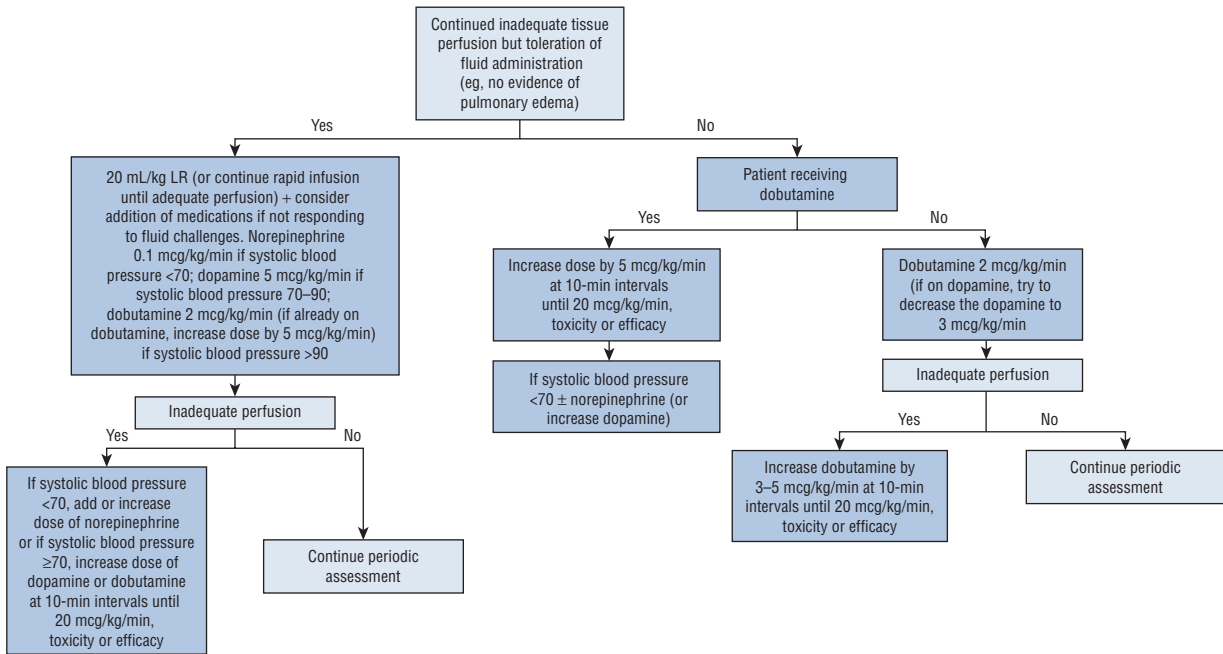 Continued inadequate tissue
perfusion but toleration of
fluid administration
(eg, no evidence of
pulmonary edema)
Yes
No
20 mL/kg LR (or continue rapid infusion
until adequate perfusion) + consider
addition of medications if not responding
to fluid challenges. Norepinephrine
0.1 mcg/kg/min if systolic blood
pressure <70; dopamine 5 mcg/kg/min if
systolic blood pressure 70–90;
dobutamine 2 mcg/kg/min (if already on
dobutamine, increase dose by 5 mcg/kg/min)
if systolic blood pressure >90
Patient receiving
dobutamine
Yes
No
Increase dose by 5 mcg/kg/min
at 10-min intervals
until 20 mcg/kg/min,
toxicity or efficacy
Dobutamine 2 mcg/kg/min
(if on dopamine, try to
decrease the dopamine to
3 mcg/kg/min
If systolic blood pressure
<70 ± norepinephrine (or
increase dopamine)
Inadequate perfusion
Inadequate perfusion
Yes
No
Yes
No
If systolic blood pressure
<70, add or increase
dose of norepinephrine
or if systolic blood pressure
≥70, increase dose of
dopamine or dobutamine
at 10-min intervals until
20 mcg/kg/min,
toxicity or efficacy
Continue periodic
assessment
Increase dobutamine by
3–5 mcg/kg/min at 10-min
intervals until 20 mcg/kg/min,
toxicity or efficacy
Continue periodic
assessment